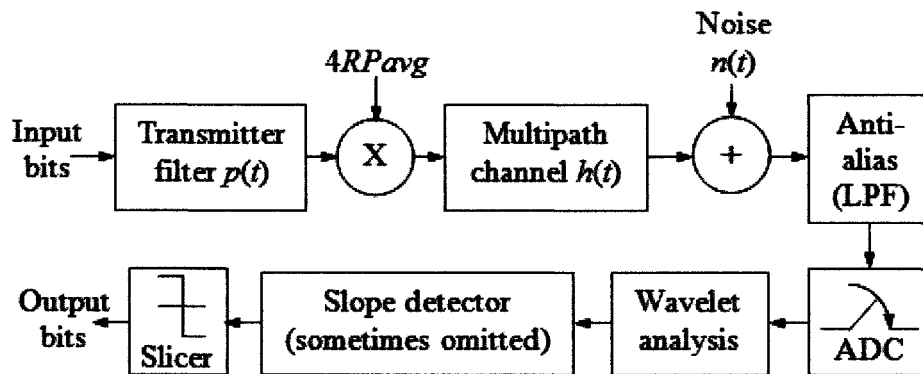 4RPavg
Noise
n(t)
Input
bits
Transmitter
filter p(t)
X
Multipath
channel h(t)
+
Anti-
alias
(LPF)
Output
bits
Slicer
Slope detector
(sometimes omitted)
Wavelet
analysis
ADC